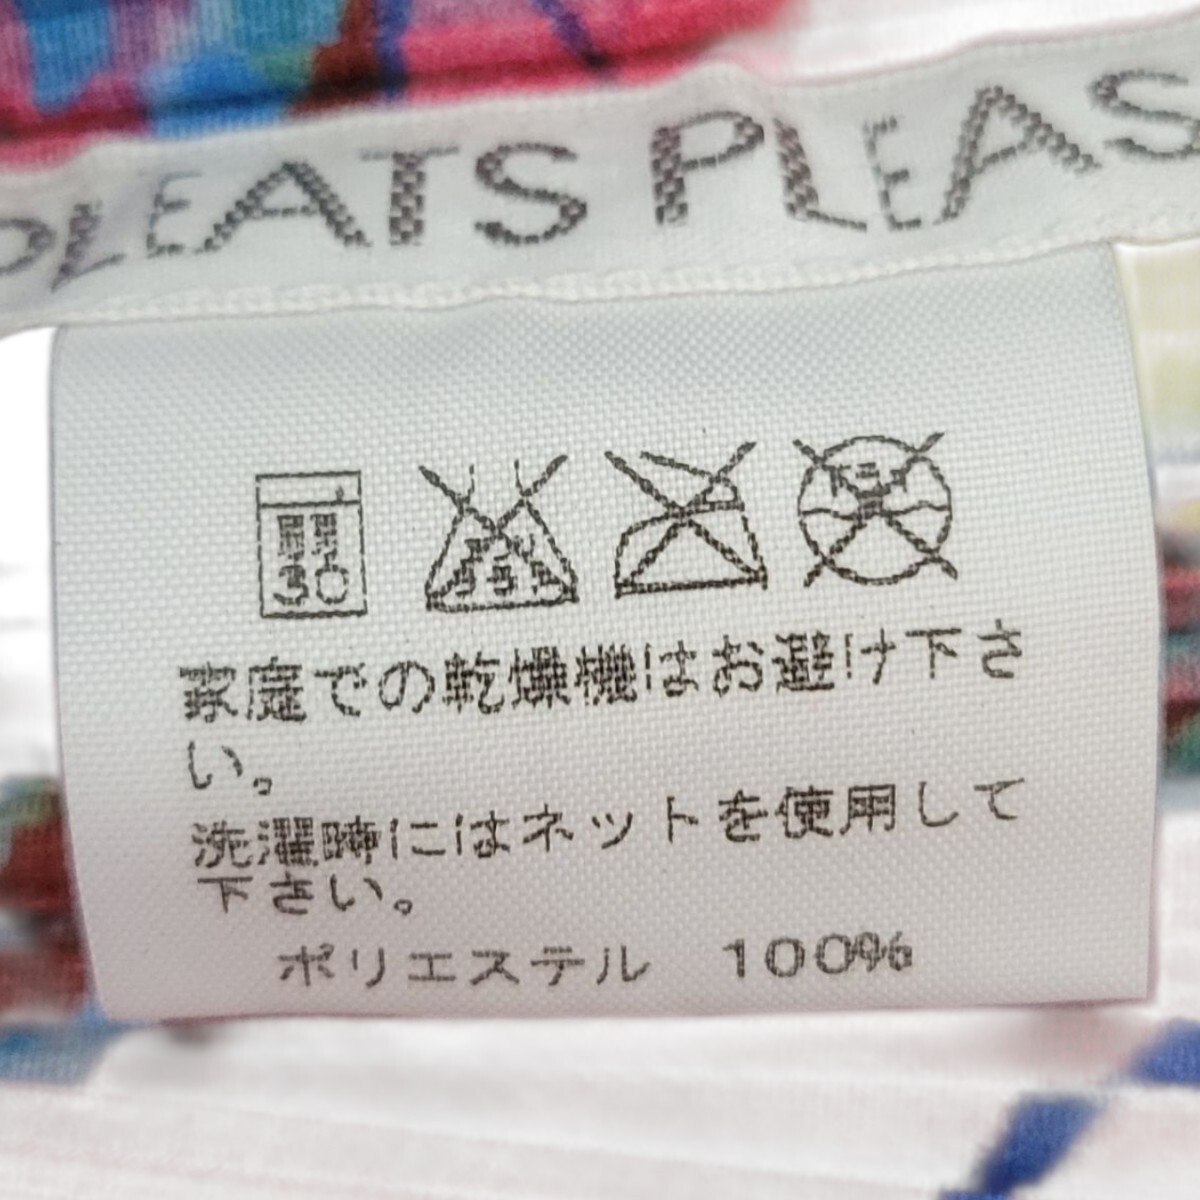 PLEATS PLEAS
30
家庭での乾燥機はお避け下さ
い。
洗濯時にはネットを使用して
下さい。
ポリエステル 100%